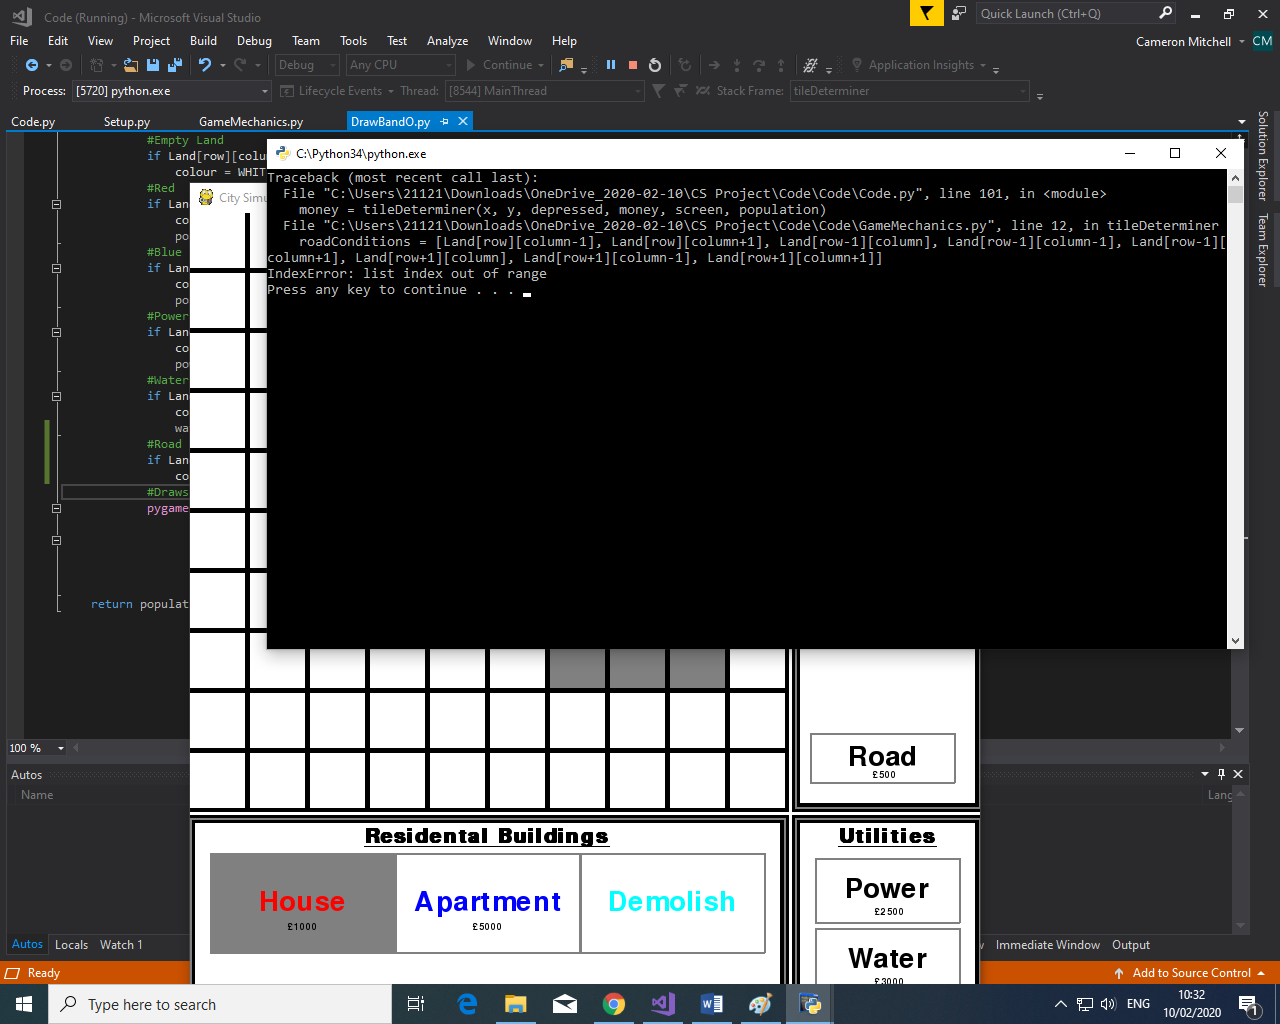 Code (Running) - Microsoft Visual Studio
Quick Launch (Ctrl+Q)
File Edit View Project Build Debug Team Tools Test Analyze Window Help
Cameron Mitchell CM
Debug Any CPU Continue Application Insights
Process: [5720] python.exe Lifecycle Events Thread: [8544] MainThread Stack Frame: tileDeterminer
Code.py Setup.py GameMechanics.py DrawBandO.py
Solution Explorer
Team Explorer
#Empty Land
if Land[row][colu
colour = WHIT
#Red
if Lan
co
po
#Blue
if Lan
co
po
#Power
if Lan
co
po
#Water
if Lan
co
wa
#Road
if Lan
co
#Draws
pygame
return populat
C:\Python34\python.exe
Traceback (most recent call last):
File "C:\Users\21121\Downloads\OneDrive_2020-02-10\CS Project\Code\Code\Code.py", line 101, in <module>
money = tileDeterminer(x, y, depressed, money, screen, population)
File "C:\Users\21121\Downloads\OneDrive_2020-02-10\CS Project\Code\Code\GameMechanics.py", line 12, in tileDeterminer
roadConditions = [Land[row][column-1], Land[row][column+1], Land[row-1][column], Land[row-1][column-1], Land[row-1][
column+1], Land[row+1][column], Land[row+1][column-1], Land[row+1][column+1]]
IndexError: list index out of range
Press any key to continue . . .
City Simu
Road
£500
Residental Buildings
House
£1000
Apartment
£5000
Demolish
Utilities
Power
£2500
Water
£3000
100 %
Autos
Name
Lang
Autos Locals Watch 1
Immediate Window Output
Ready
Add to Source Control
Type here to search
ENG
10:32
10/02/2020
1